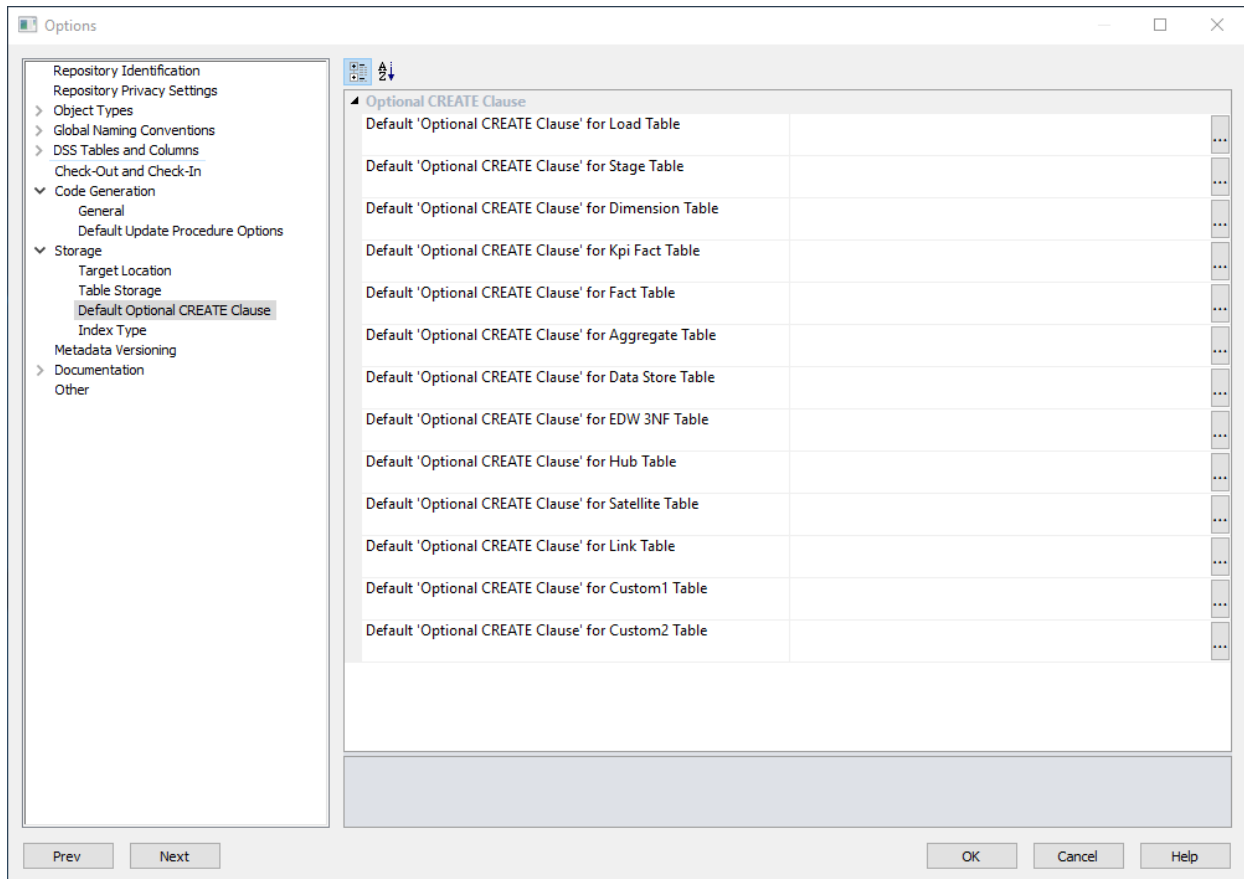 Options
Repository Identification
Repository Privacy Settings
Object Types
Global Naming Conventions
DSS Tables and Columns
Check-Out and Check-In
Code Generation
General
Default Update Procedure Options
Storage
Target Location
Table Storage
Default Optional CREATE Clause
Index Type
Metadata Versioning
Documentation
Other
Optional CREATE Clause
Default 'Optional CREATE Clause' for Load Table ...
Default 'Optional CREATE Clause' for Stage Table ...
Default 'Optional CREATE Clause' for Dimension Table ...
Default 'Optional CREATE Clause' for Kpi Fact Table ...
Default 'Optional CREATE Clause' for Fact Table ...
Default 'Optional CREATE Clause' for Aggregate Table ...
Default 'Optional CREATE Clause' for Data Store Table ...
Default 'Optional CREATE Clause' for EDW 3NF Table ...
Default 'Optional CREATE Clause' for Hub Table ...
Default 'Optional CREATE Clause' for Satellite Table ...
Default 'Optional CREATE Clause' for Link Table ...
Default 'Optional CREATE Clause' for Custom1 Table ...
Default 'Optional CREATE Clause' for Custom2 Table ...
Prev Next OK Cancel Help